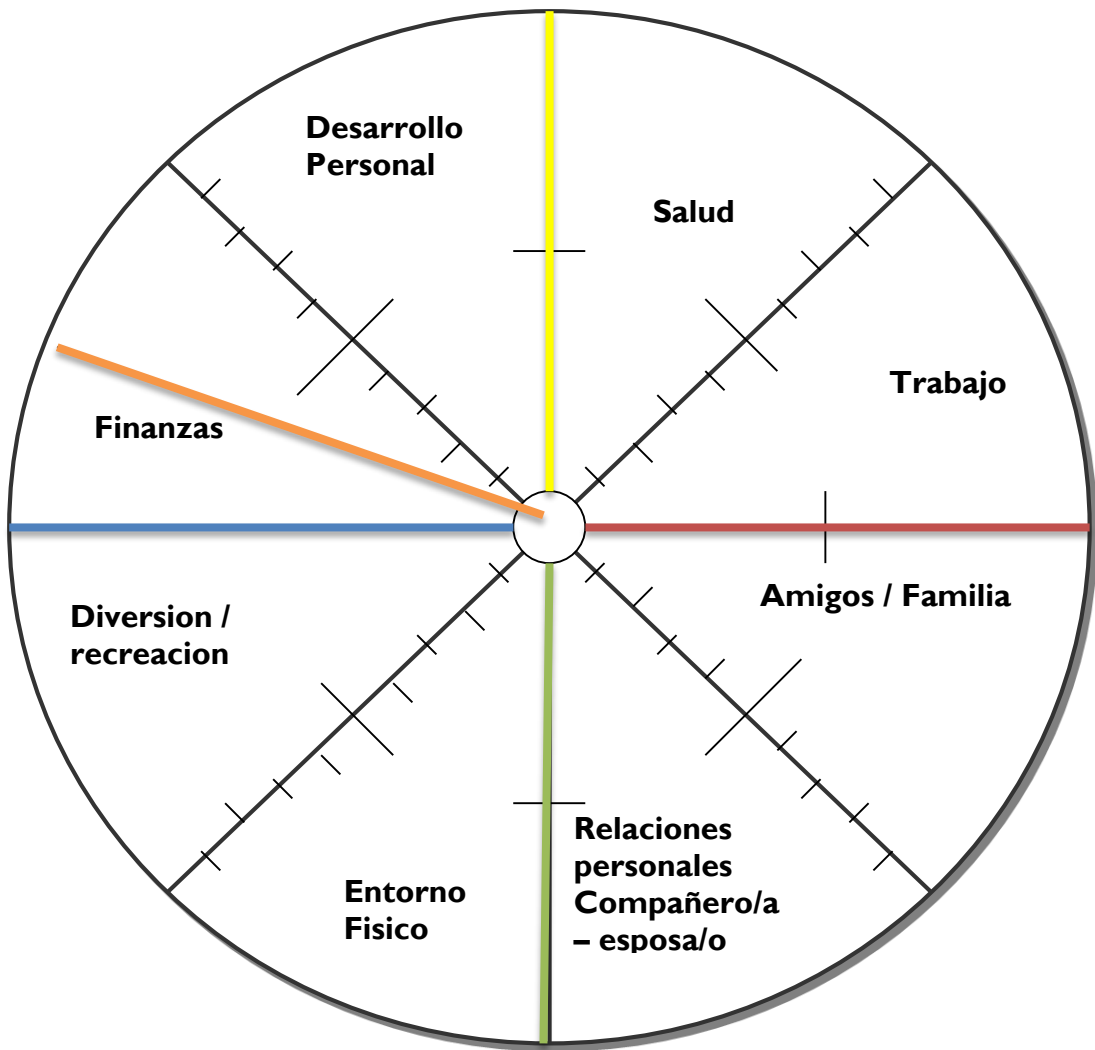 Desarrollo
Personal
Salud
Trabajo
Finanzas
Amigos / Familia
Diversion /
recreacion
Relaciones
personales
Compañero/a
– esposa/o
Entorno
Fisico